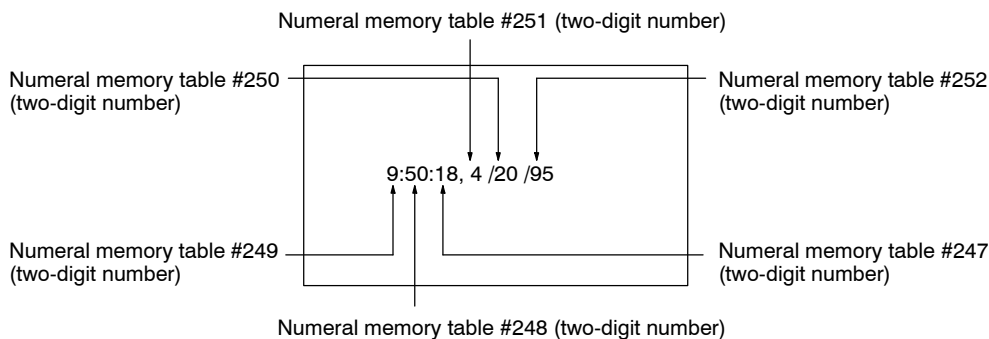 Numeral memory table #251 (two-digit number)
Numeral memory table #250
(two-digit number)
Numeral memory table #252
(two-digit number)
9:50:18, 4 /20 /95
Numeral memory table #249
(two-digit number)
Numeral memory table #247
(two-digit number)
Numeral memory table #248 (two-digit number)